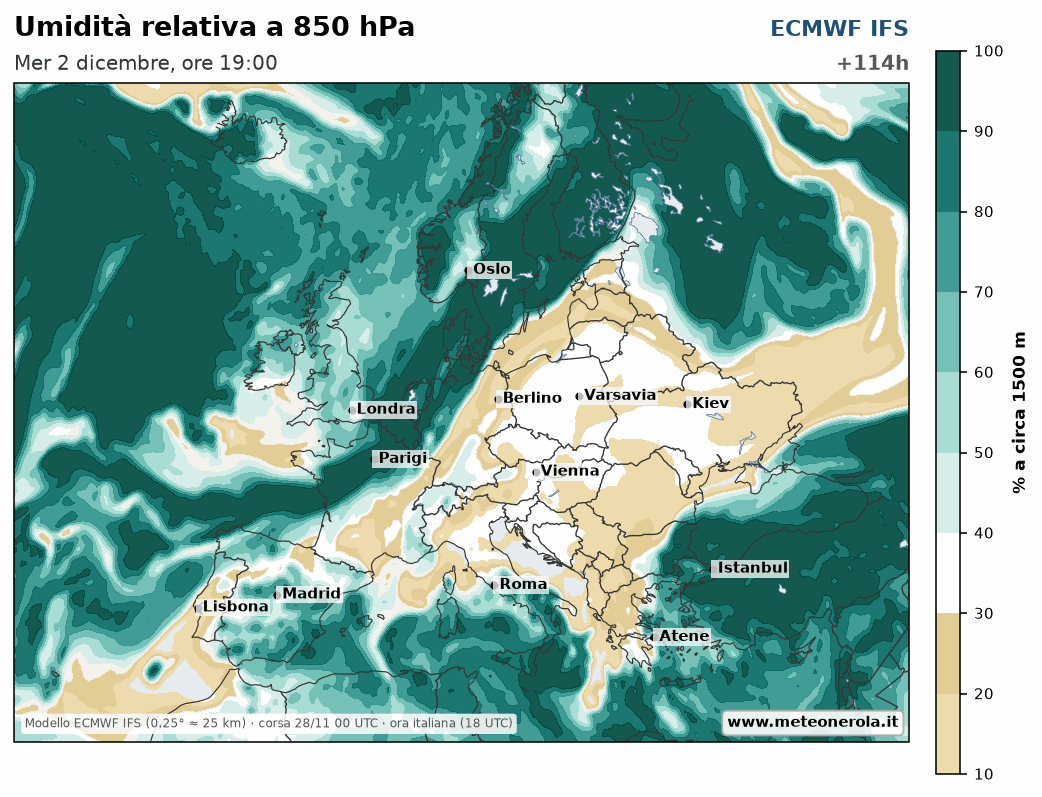 Umidità relativa a 850 hPa
ECMWF IFS
Mer 2 dicembre, ore 19:00
+114h
100
90
80
70
60
50
40
30
20
10
% a circa 1500 m
Oslo
Berlino
Varsavia
Kiev
Londra
Parigi
Vienna
Istanbul
Roma
Madrid
Lisbona
Atene
Modello ECMWF IFS (0,25° ≈ 25 km) · corsa 28/11 00 UTC · ora italiana (18 UTC)
www.meteonerola.it